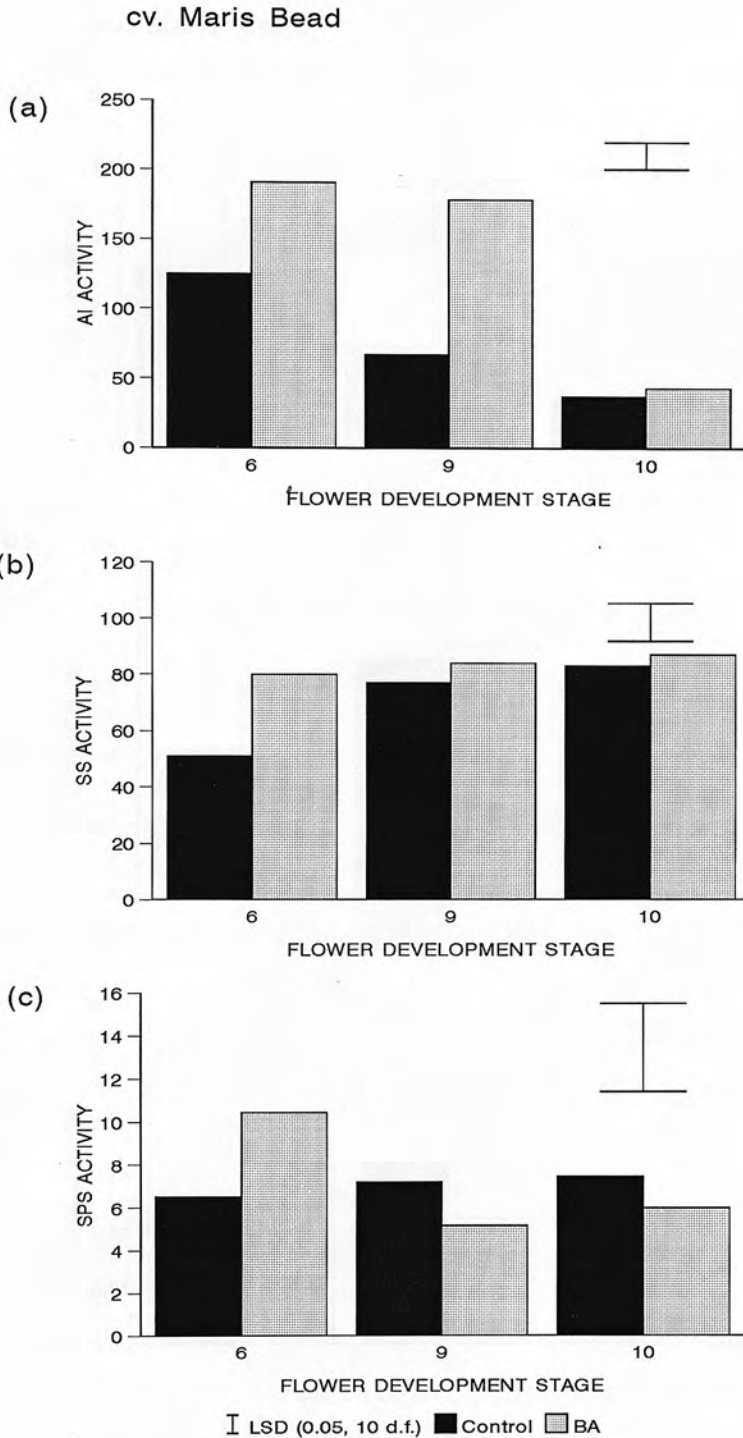 cv. Maris Bead
(a)
AI ACTIVITY
250
200
150
100
50
0
6 9 10
FLOWER DEVELOPMENT STAGE
(b)
SS ACTIVITY
120
100
80
60
40
20
0
6 9 10
FLOWER DEVELOPMENT STAGE
(c)
SPS ACTIVITY
16
14
12
10
8
6
4
2
0
6 9 10
FLOWER DEVELOPMENT STAGE
LSD (0.05, 10 d.f.) Control BA